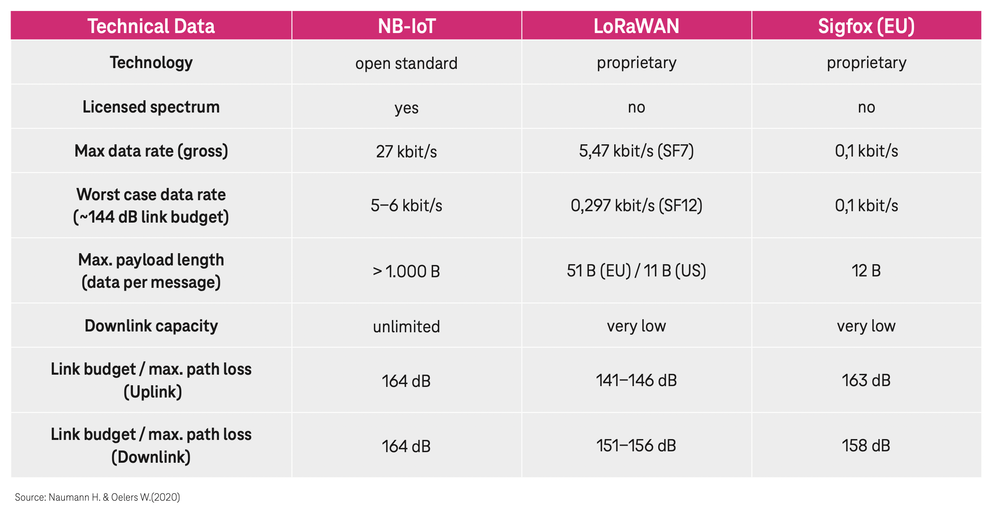 Technical Data NB-IoT LoRaWAN Sigfox (EU)
Technology open standard proprietary proprietary
Licensed spectrum yes no no
Max data rate (gross) 27 kbit/s 5,47 kbit/s (SF7) 0,1 kbit/s
Worst case data rate
(~144 dB link budget) 5–6 kbit/s 0,297 kbit/s (SF12) 0,1 kbit/s
Max. payload length
(data per message) > 1.000 B 51 B (EU) / 11 B (US) 12 B
Downlink capacity unlimited very low very low
Link budget / max. path loss
(Uplink) 164 dB 141–146 dB 163 dB
Link budget / max. path loss
(Downlink) 164 dB 151–156 dB 158 dB
Source: Naumann H. & Oelers W.(2020)